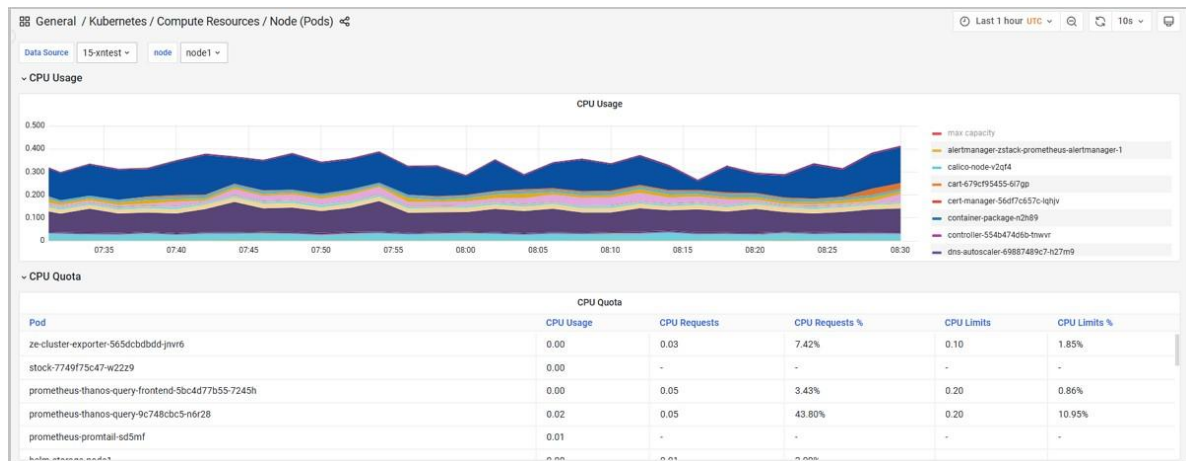 General / Kubernetes / Compute Resources / Node (Pods)
Last 1 hour UTC
10s
Data Source 15-xntest node node1
CPU Usage
CPU Usage
0.500
0.400
0.300
0.200
0.100
0
07:35 07:40 07:45 07:50 07:55 08:00 08:05 08:10 08:15 08:20 08:25 08:30
max capacity
alertmanager-zstack-prometheus-alertmanager-1
calico-node-v2qf4
cart-679cf95455-6l7gp
cert-manager-56df7c657c-lqhjv
container-package-n2h89
controller-554b474d6b-tnwvr
dns-autoscaler-69887489c7-h27m9
CPU Quota
CPU Quota
Pod CPU Usage CPU Requests CPU Requests % CPU Limits CPU Limits %
ze-cluster-exporter-565dcbdbdd-jnvr6 0.00 0.03 7.42% 0.10 1.85%
stock-7749f75c47-w22z9 0.00 - - - -
prometheus-thanos-query-frontend-5bc4d77b55-7245h 0.00 0.05 3.43% 0.20 0.86%
prometheus-thanos-query-9c748cbc5-n6r28 0.02 0.05 43.80% 0.20 10.95%
prometheus-promtail-sd5mf 0.01 - - - -